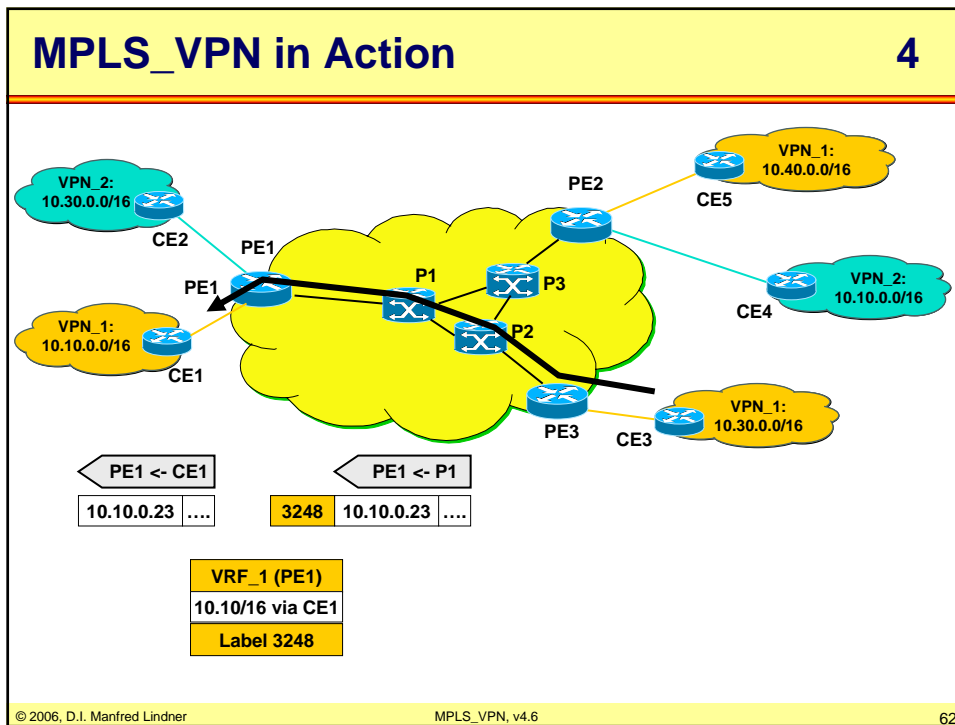 MPLS_VPN in Action 4
VPN_2:
10.30.0.0/16
CE2
PE1
PE1
VPN_1:
10.10.0.0/16
CE1
P1
P3
P2
PE2
VPN_1:
10.40.0.0/16
CE5
VPN_2:
10.10.0.0/16
CE4
PE3
CE3
VPN_1:
10.30.0.0/16
PE1 <- CE1
PE1 <- P1
10.10.0.23 ....
3248 10.10.0.23 ....
VRF_1 (PE1)
10.10/16 via CE1
Label 3248
© 2006, D.I. Manfred Lindner MPLS_VPN, v4.6 62